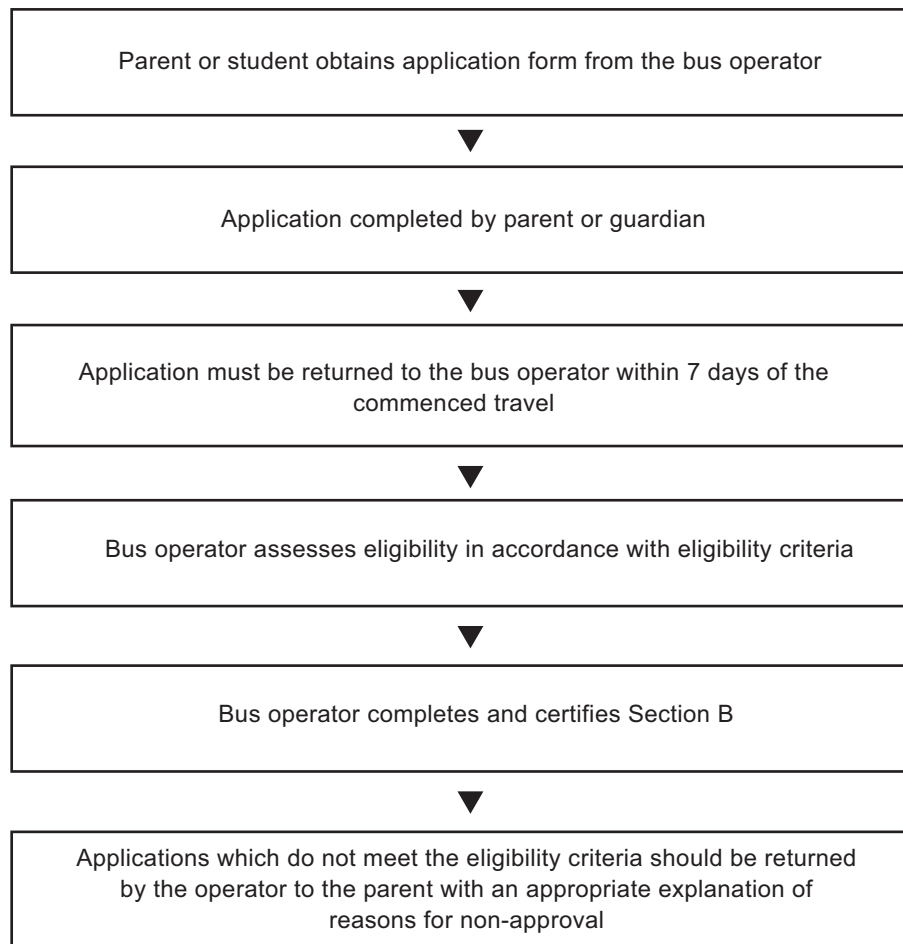 Parent or student obtains application form from the bus operator
Application completed by parent or guardian
Application must be returned to the bus operator within 7 days of the
commenced travel
Bus operator assesses eligibility in accordance with eligibility criteria
Bus operator completes and certifies Section B
Applications which do not meet the eligibility criteria should be returned
by the operator to the parent with an appropriate explanation of
reasons for non-approval